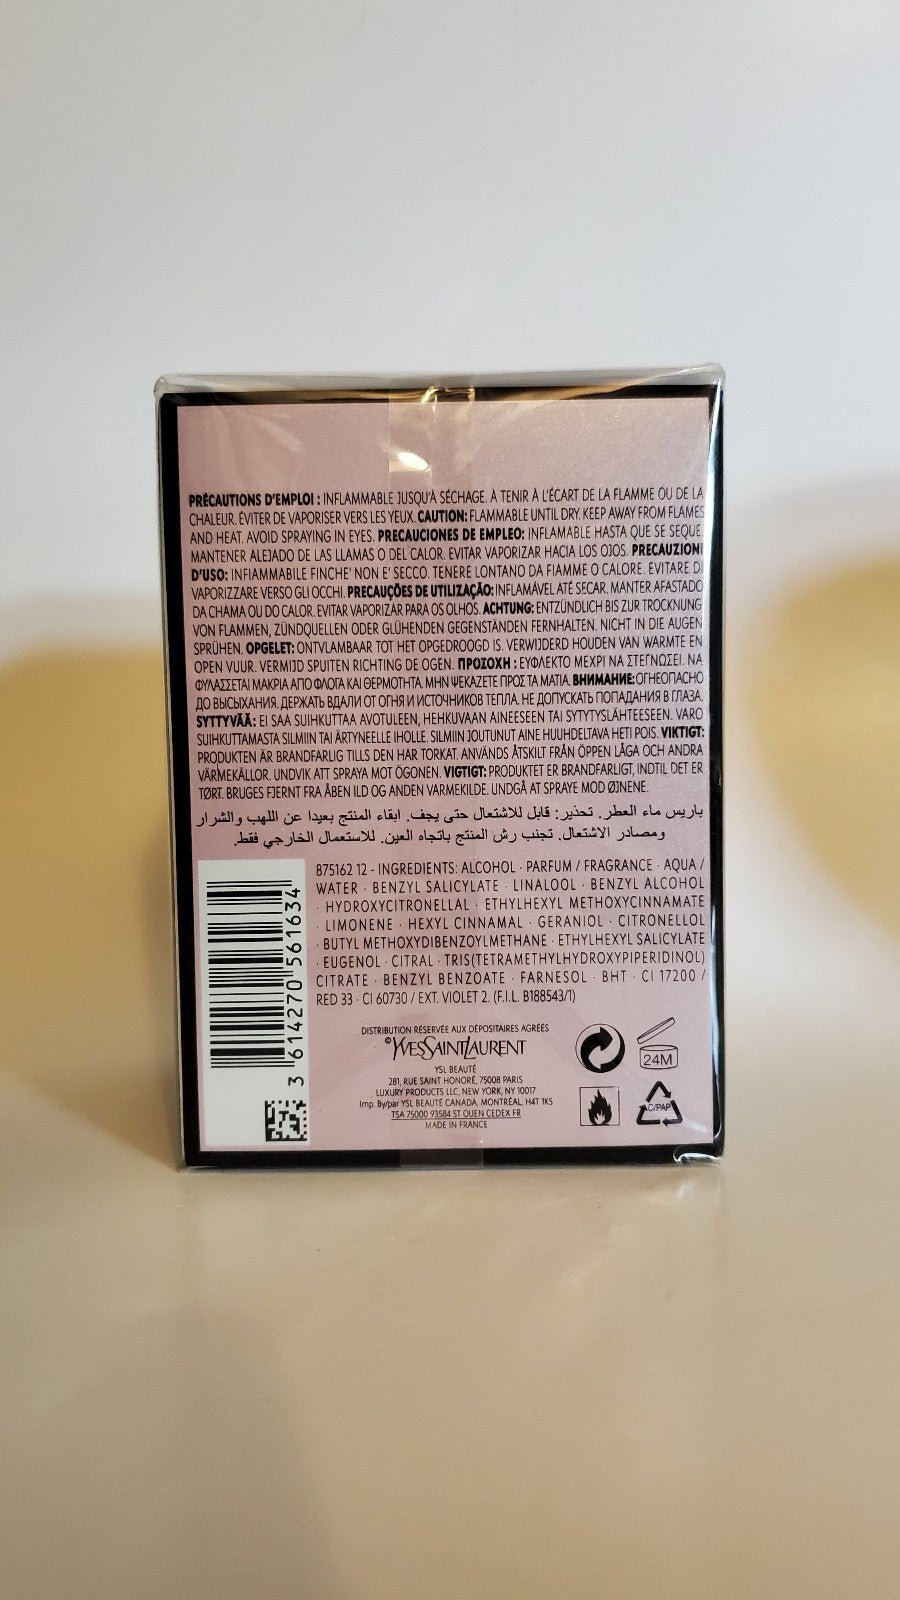 PRÉCAUTIONS D'EMPLOI : INFLAMMABLE JUSQU'À SÉCHAGE. À TENIR À L'ÉCART DE LA FLAMME OU DE LA
CHALEUR. ÉVITER DE VAPORISER VERS LES YEUX. CAUTION: FLAMMABLE UNTIL DRY. KEEP AWAY FROM FLAMES
AND HEAT. AVOID SPRAYING IN EYES. PRECAUCIONES DE EMPLEO: INFLAMABLE HASTA QUE SE SEQUE.
MANTENER ALEJADO DE LAS LLAMAS O DEL CALOR. EVITAR VAPORIZAR HACIA LOS OJOS. PRECAUZIONI
D'USO: INFIAMMABILE FINCHE' NON E' SECCO. TENERE LONTANO DA FIAMME O CALORE. EVITARE DI
VAPORIZZARE VERSO GLI OCCHI. PRECAUÇÕES DE UTILIZAÇÃO: INFLAMÁVEL ATÉ SECAR. MANTER AFASTADO
DA CHAMA OU DO CALOR. EVITAR VAPORIZAR PARA OS OLHOS. ACHTUNG: ENTZÜNDLICH BIS ZUR TROCKNUNG
VON FLAMMEN, ZÜNDQUELLEN ODER GLÜHENDEN GEGENSTÄNDEN FERNHALTEN. NICHT IN DIE AUGEN
SPRÜHEN. OPGELET: ONTVLAMBAAR TOT HET OPGEDROOGD IS. VERWIJDERD HOUDEN VAN WARMTE EN
OPEN VUUR. VERMIJD SPUITEN RICHTING DE OGEN. ΠΡΟΣΟΧΗ : ΕΥΦΛΕΚΤΟ ΜΕΧΡΙ ΝΑ ΣΤΕΓΝΩΣΕΙ. ΝΑ
ΦΥΛΑΣΣΕΤΑΙ ΜΑΚΡΙΑ ΑΠΟ ΦΛΟΓΑ ΚΑΙ ΘΕΡΜΟΤΗΤΑ. ΜΗΝ ΨΕΚΑΖΕΤΕ ΠΡΟΣ ΤΑ ΜΑΤΙΑ. ВНИМАНИЕ: ОГНЕОПАСНО
ДО ВЫСЫХАНИЯ. ДЕРЖАТЬ ВДАЛИ ОТ ОГНЯ И ИСТОЧНИКОВ ТЕПЛА. НЕ ДОПУСКАТЬ ПОПАДАНИЯ В ГЛАЗА.
SYTTYVÄÄ: EI SAA SUIHKUTTAA AVOTULEEN, HEHKUVAAN AINEESEEN TAI SYTYTYSLÄHTEESEEN. VARO
SUIHKUTTAMASTA SILMIIN TAI ÄRTYNEELLE IHOLLE. SILMIIN JOUTUNUT AINE HUUHDELTAVA HETI POIS. VIKTIGT:
PRODUKTEN ÄR BRANDFARLIG TILLS DEN HAR TORKAT. ANVÄNDS ÅTSKILT FRÅN ÖPPEN LÅGA OCH ANDRA
VÄRMEKÄLLOR. UNDVIK ATT SPRAYA MOT ÖGONEN. VIGTIGT: PRODUKTET ER BRANDFARLIGT, INDTIL DET ER
TØRT. BRUGES FJERNT FRA ÅBEN ILD OG ANDEN VARMEKILDE. UNDGÅ AT SPRAYE MOD ØJNENE.
باريس ماء العطر. تحذير: قابل للاشتعال حتى يجف. ابقاء المنتج بعيدا عن اللهب والشرار
ومصادر الاشتعال. تجنب رش المنتج باتجاه العين. للاستعمال الخارجي فقط.
875162 12 - INGREDIENTS: ALCOHOL · PARFUM / FRAGRANCE · AQUA /
WATER · BENZYL SALICYLATE · LINALOOL · BENZYL ALCOHOL
· HYDROXYCITRONELLAL · ETHYLHEXYL METHOXYCINNAMATE
· LIMONENE · HEXYL CINNAMAL · GERANIOL · CITRONELLOL
· BUTYL METHOXYDIBENZOYLMETHANE · ETHYLHEXYL SALICYLATE
· EUGENOL · CITRAL · TRIS(TETRAMETHYLHYDROXYPIPERIDINOL)
CITRATE · BENZYL BENZOATE · FARNESOL · BHT · CI 17200 /
RED 33 · CI 60730 / EXT. VIOLET 2. (F.I.L. B188543/1)
3 614270 561634
DISTRIBUTION RÉSERVÉE AUX DÉPOSITAIRES AGRÉÉS
©YVESSAINTLAURENT
YSL BEAUTÉ
281, RUE SAINT HONORÉ, 75008 PARIS
LUXURY PRODUCTS LLC, NEW YORK, NY 10017
Imp. By/par YSL BEAUTÉ CANADA, MONTRÉAL, H4T 1K5
TSA 75000 93584 ST OUEN CEDEX FR
MADE IN FRANCE
24M
C/PAP